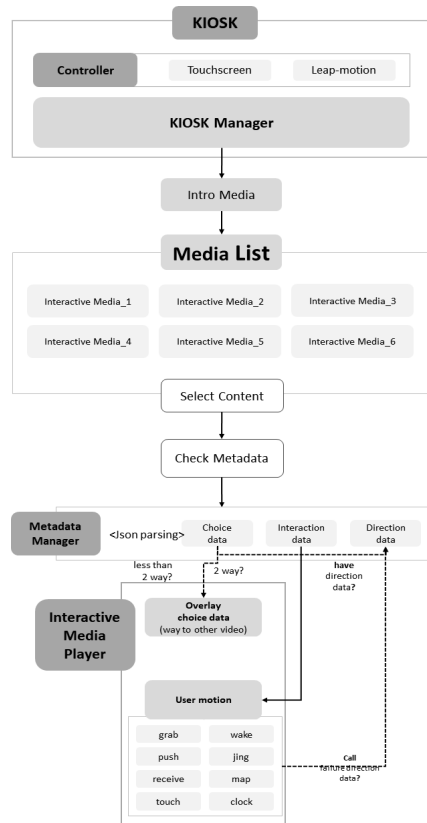 KIOSK
Controller
Touchscreen
Leap-motion
KIOSK Manager
Intro Media
Media List
Interactive Media_1
Interactive Media_2
Interactive Media_3
Interactive Media_4
Interactive Media_5
Interactive Media_6
Select Content
Check Metadata
Metadata
Manager
<Json parsing>
Choice
data
Interaction
data
Direction
data
less than
2 way?
2 way?
have
direction
data?
Interactive
Media
Player
Overlay
choice data
(way to other video)
User motion
grab
wake
push
jing
receive
map
touch
clock
Call
failure direction
data?